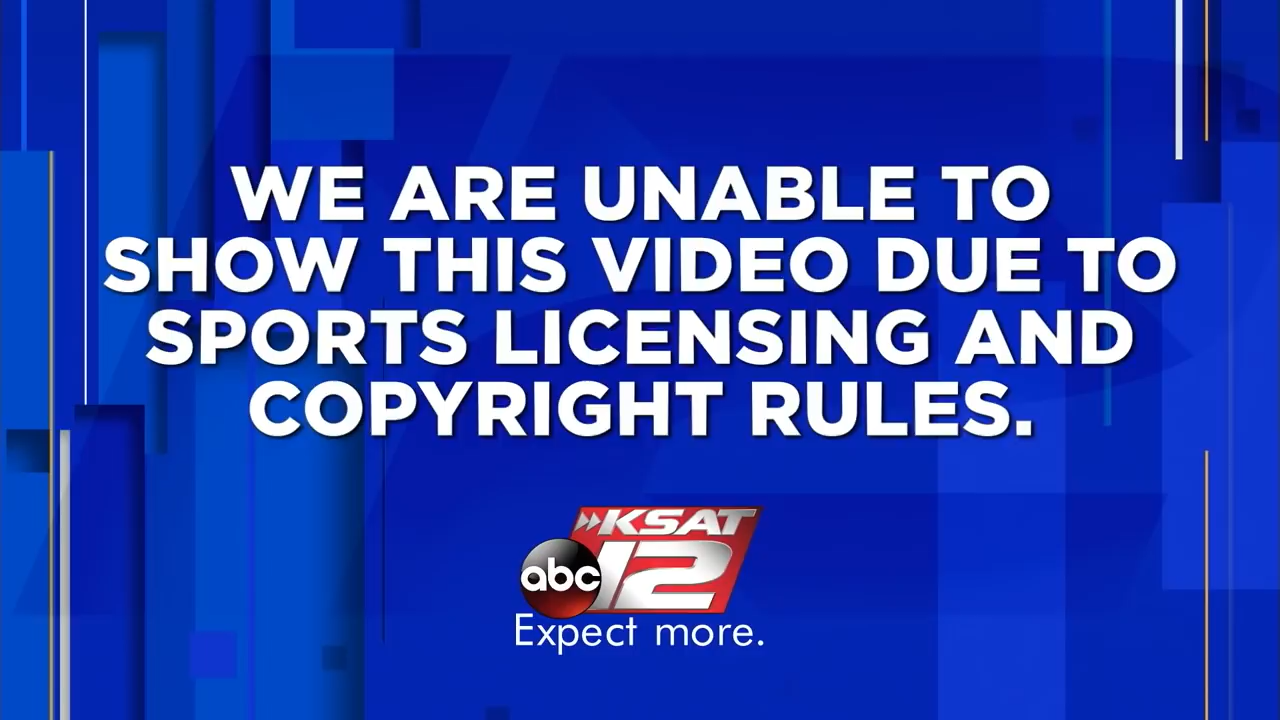 WE ARE UNABLE TO
SHOW THIS VIDEO DUE TO
SPORTS LICENSING AND
COPYRIGHT RULES.
KSAT
abc 12
Expect more.